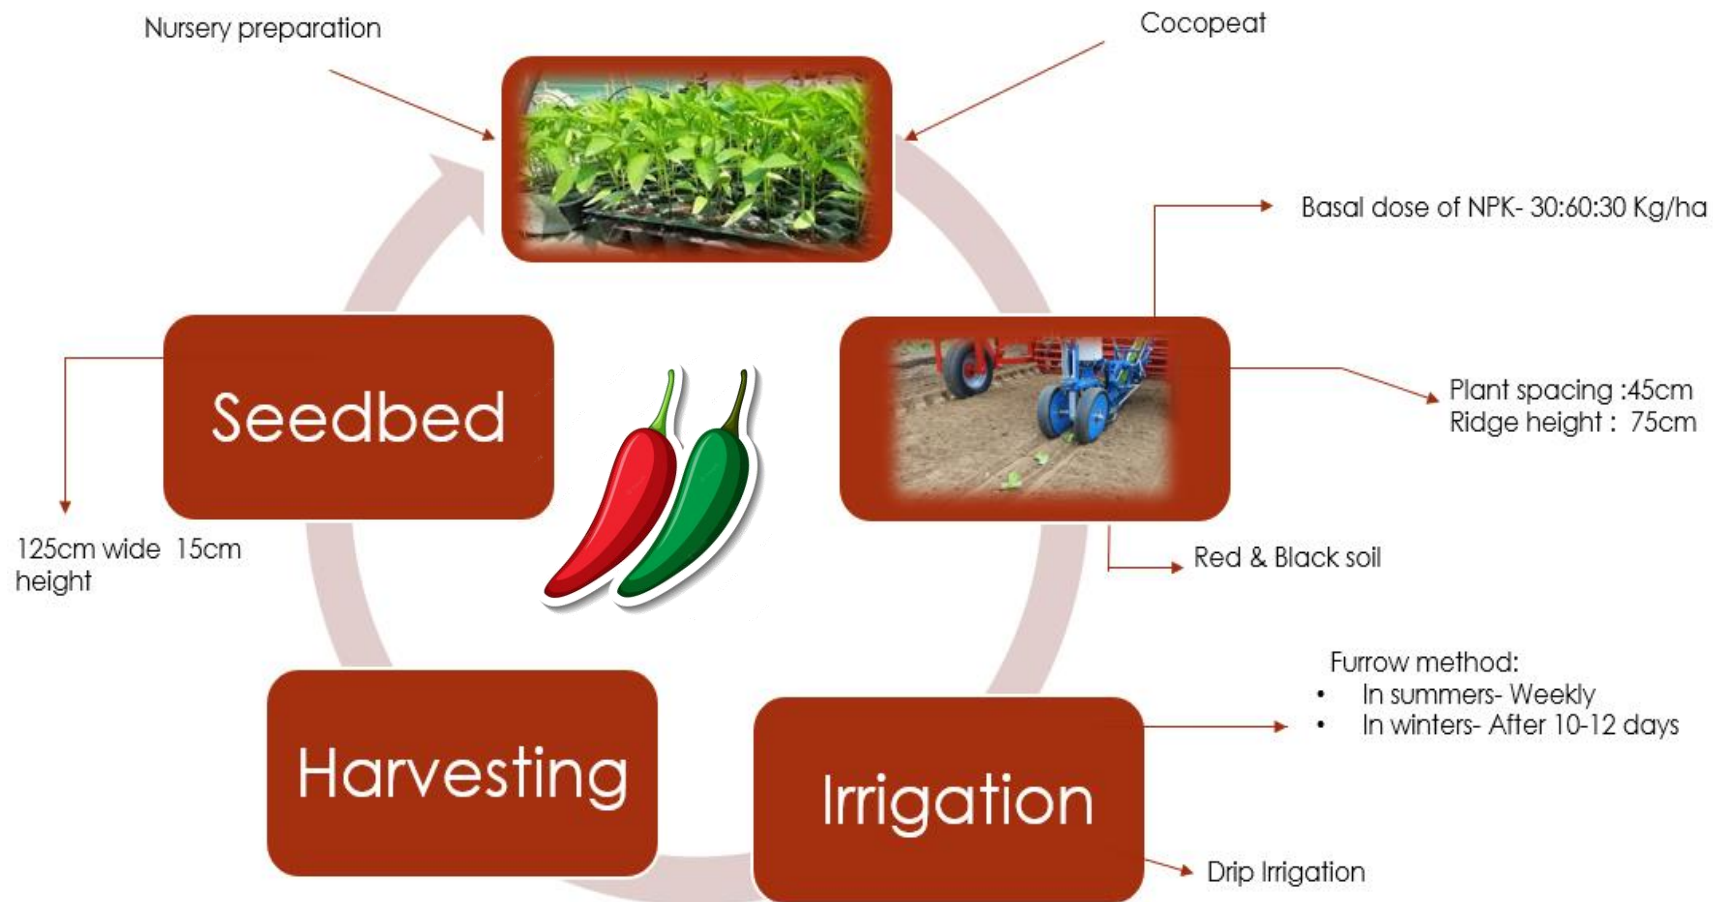 Nursery preparation
Cocopeat
Basal dose of NPK- 30:60:30 Kg/ha
Plant spacing :45cm
Ridge height :  75cm
Red & Black soil
Furrow method:
• In summers- Weekly
• In winters- After 10-12 days
Irrigation
Drip Irrigation
Harvesting
Seedbed
125cm wide  15cm
height